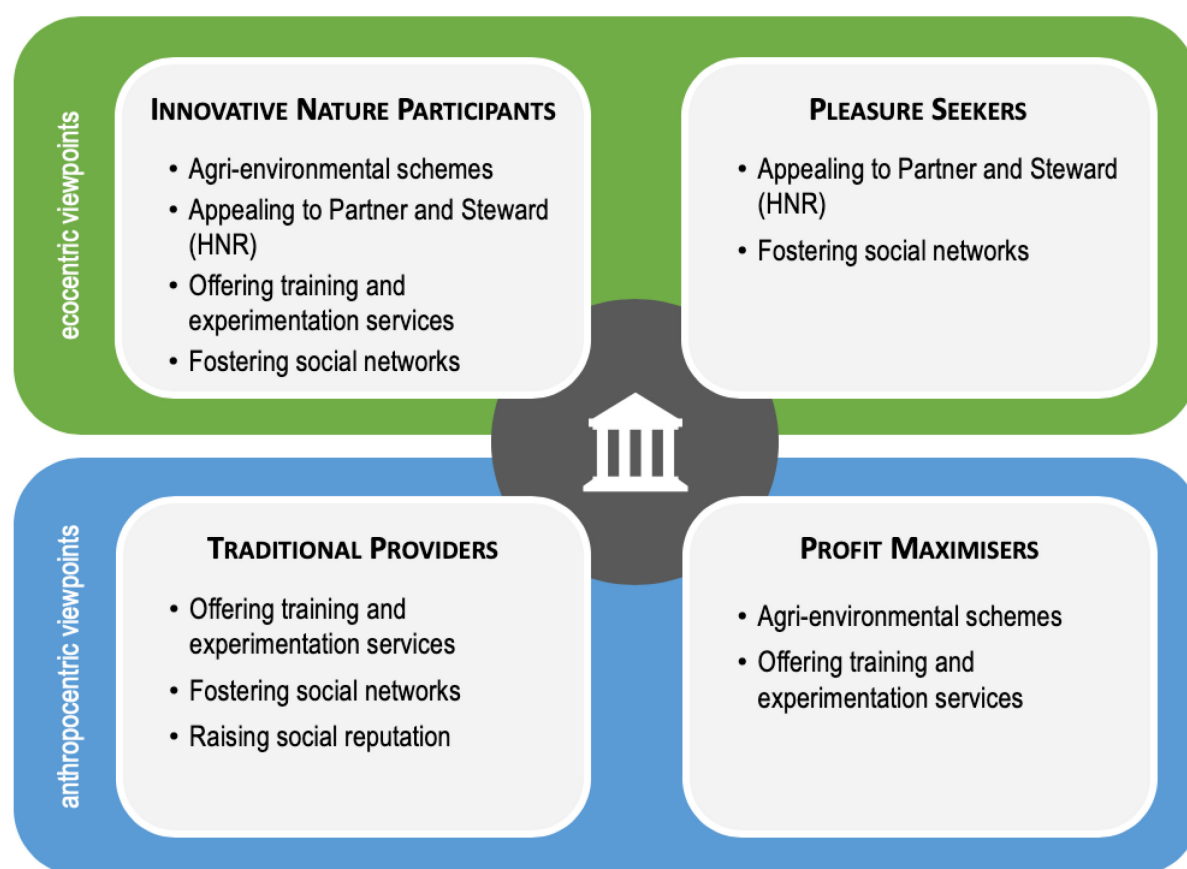 ecocentric viewpoints
INNOVATIVE NATURE PARTICIPANTS
• Agri-environmental schemes
• Appealing to Partner and Steward
(HNR)
• Offering training and
experimentation services
• Fostering social networks
PLEASURE SEEKERS
• Appealing to Partner and Steward
(HNR)
• Fostering social networks
anthropocentric viewpoints
TRADITIONAL PROVIDERS
• Offering training and
experimentation services
• Fostering social networks
• Raising social reputation
PROFIT MAXIMISERS
• Agri-environmental schemes
• Offering training and
experimentation services